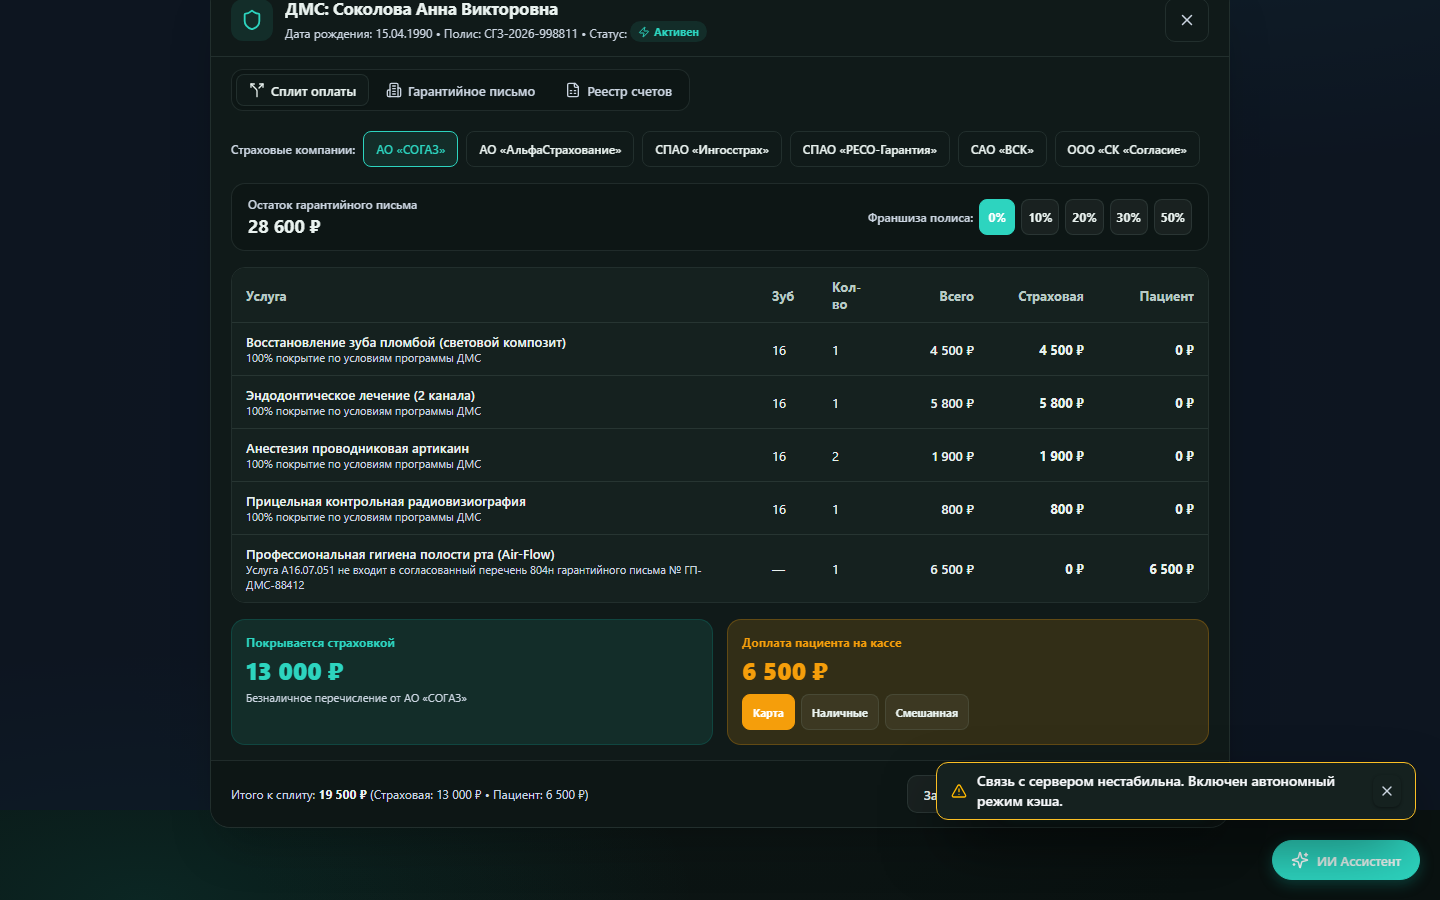 ДМС: Соколова Анна Викторовна
Дата рождения: 15.04.1990 • Полис: СГЗ-2026-998811 • Статус: Активен
Сплит оплаты Гарантийное письмо Реестр счетов
Страховые компании: АО «СОГАЗ» АО «АльфаСтрахование» СПАО «Ингосстрах» СПАО «РЕСО-Гарантия» САО «ВСК» ООО «СК «Согласие»
Остаток гарантийного письма
28 600 ₽
Франшиза полиса: 0% 10% 20% 30% 50%
Услуга Зуб Кол-во Всего Страховая Пациент
Восстановление зуба пломбой (световой композит)
100% покрытие по условиям программы ДМС
16 1 4 500 ₽ 4 500 ₽ 0 ₽
Эндодонтическое лечение (2 канала)
100% покрытие по условиям программы ДМС
16 1 5 800 ₽ 5 800 ₽ 0 ₽
Анестезия проводниковая артикаин
100% покрытие по условиям программы ДМС
16 2 1 900 ₽ 1 900 ₽ 0 ₽
Прицельная контрольная радиовизиография
100% покрытие по условиям программы ДМС
16 1 800 ₽ 800 ₽ 0 ₽
Профессиональная гигиена полости рта (Air-Flow)
Услуга A16.07.051 не входит в согласованный перечень 804н гарантийного письма № ГП-
ДМС-88412
— 1 6 500 ₽ 0 ₽ 6 500 ₽
Покрывается страховкой
13 000 ₽
Безналичное перечисление от АО «СОГАЗ»
Доплата пациента на кассе
6 500 ₽
Карта Наличные Смешанная
Итого к сплиту: 19 500 ₽ (Страховая: 13 000 ₽ • Пациент: 6 500 ₽)
Связь с сервером нестабильна. Включен автономный
режим кэша.
ИИ Ассистент